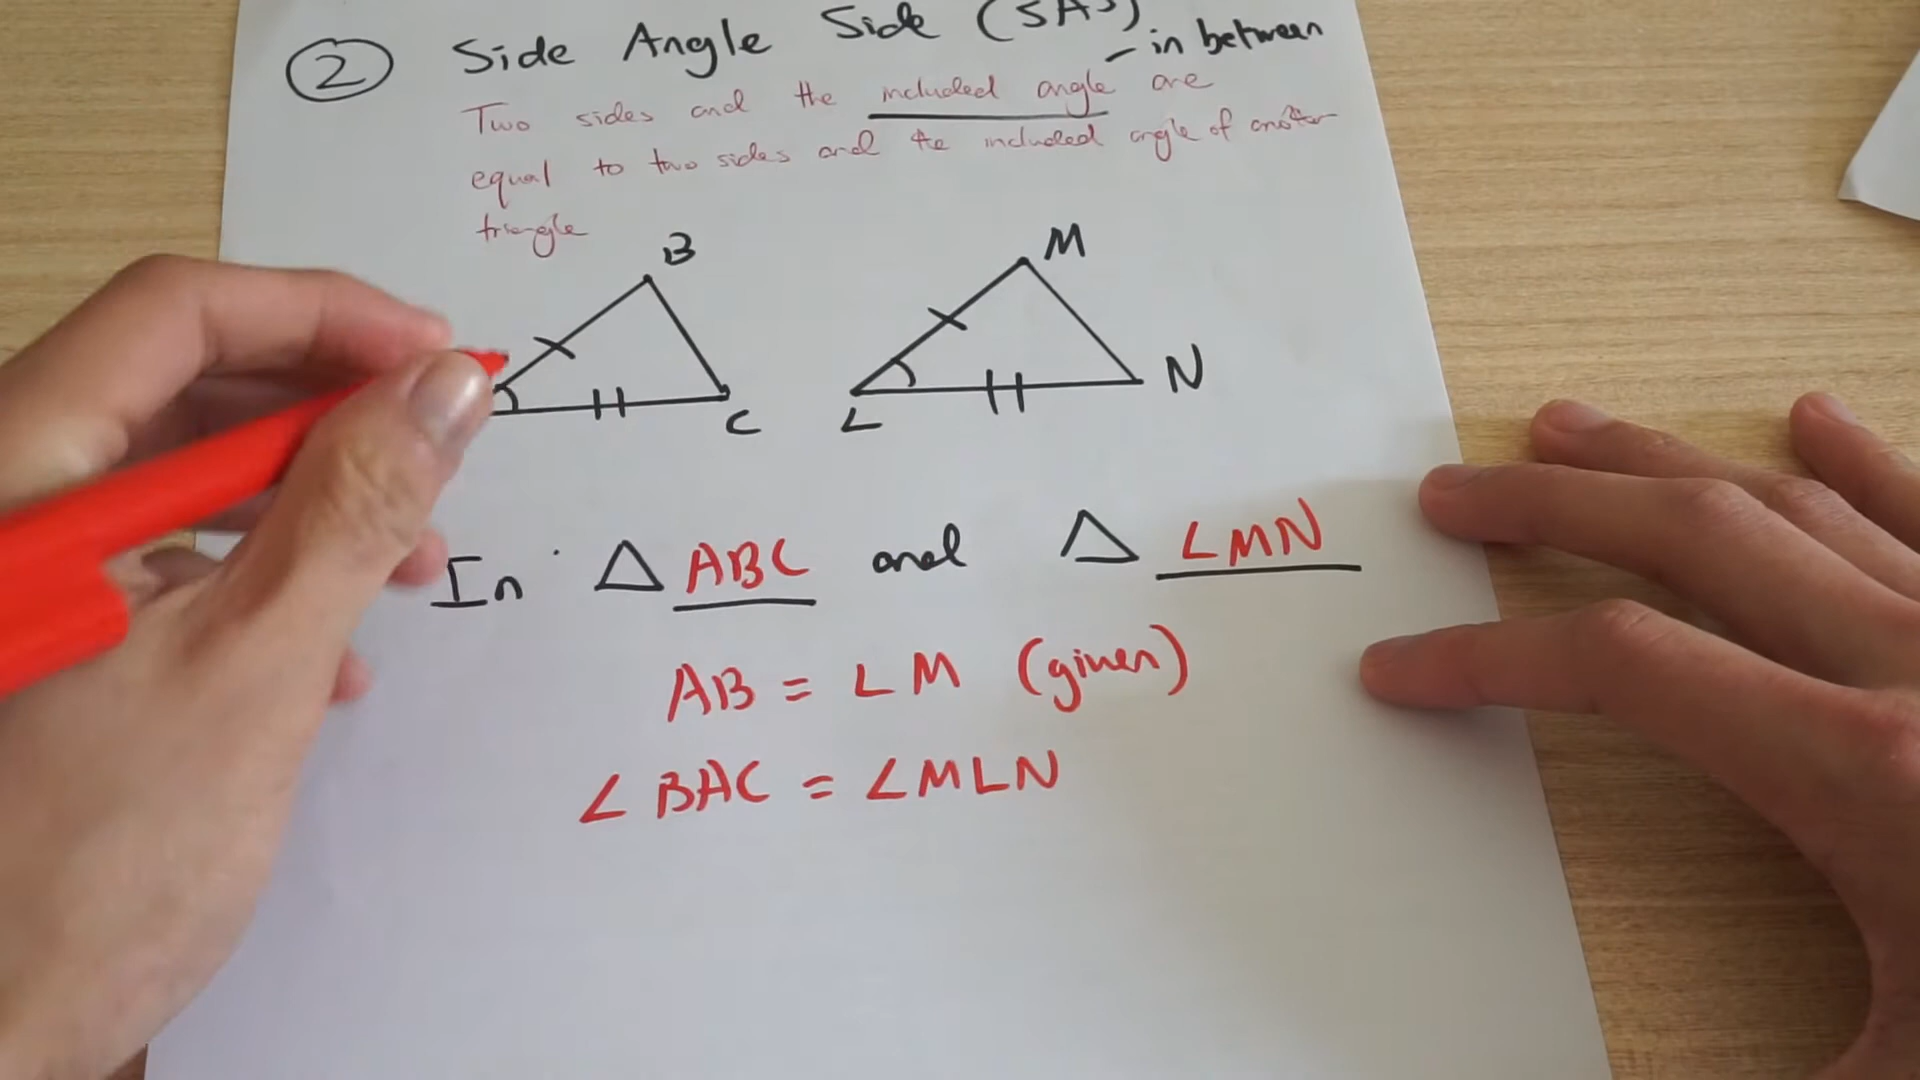 2 Side Angle Side (SAS)
– in between
Two sides and the included angle are
equal to two sides and the included angle of another
triangle
B
M
C
L
N
In △ ABC and △ LMN
AB = LM (given)
∠BAC = ∠MLN